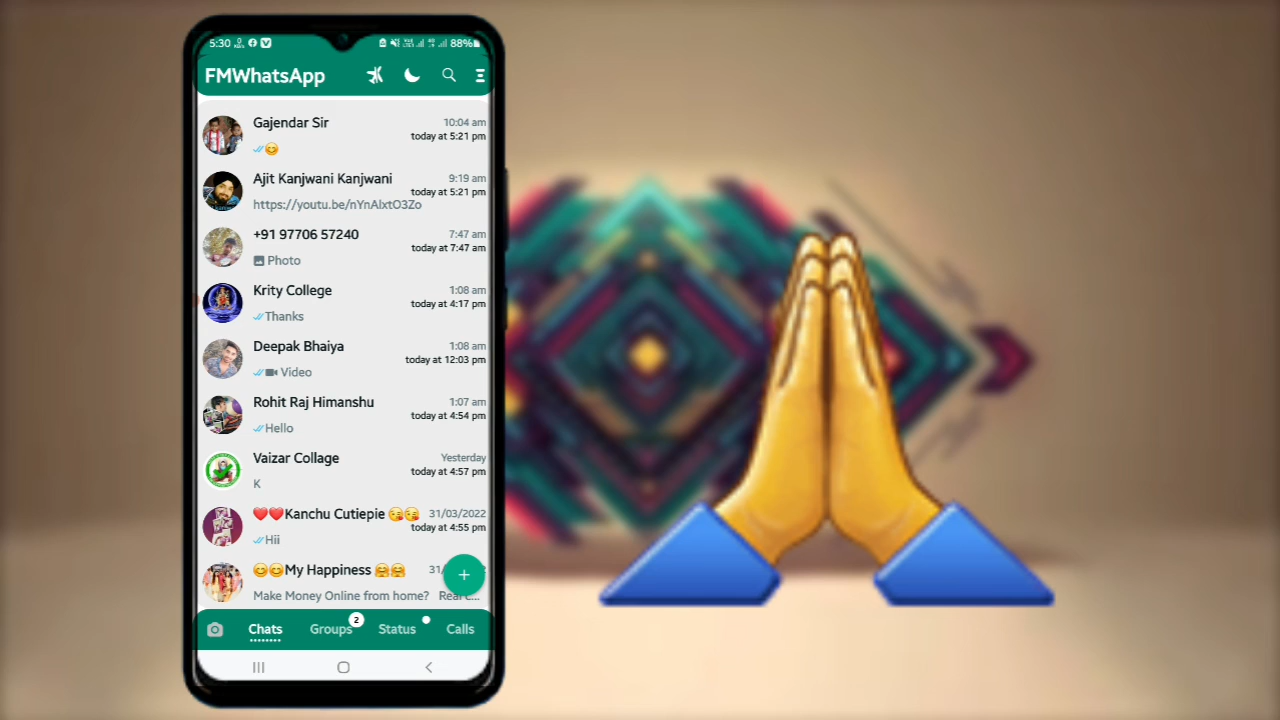 5:30 88%
FMWhatsApp
Gajendar Sir 10:04 am
today at 5:21 pm
😊
Ajit Kanjwani Kanjwani 9:19 am
today at 5:21 pm
https://youtu.be/nYnAlxtO3Zo
+91 97706 57240 7:47 am
today at 7:47 am
Photo
Krity College 1:08 am
today at 4:17 pm
Thanks
Deepak Bhaiya 1:08 am
today at 12:03 pm
Video
Rohit Raj Himanshu 1:07 am
today at 4:54 pm
Hello
Vaizar Collage Yesterday
today at 4:57 pm
K
❤️❤️Kanchu Cutiepie 😘😘 31/03/2022
today at 4:55 pm
Hii
😊😊My Happiness 🤗🤗
Make Money Online from home?
Chats Groups 2 Status Calls